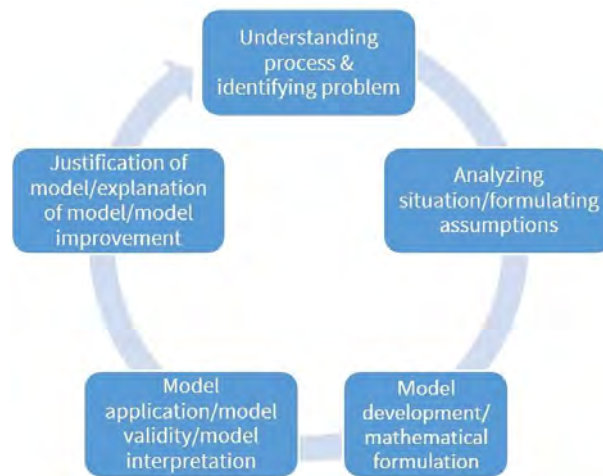 Understanding
process &
identifying problem
Analyzing
situation/formulating
assumptions
Model
development/
mathematical
formulation
Model
application/model
validity/model
interpretation
Justification of
model/explanation
of model/model
improvement